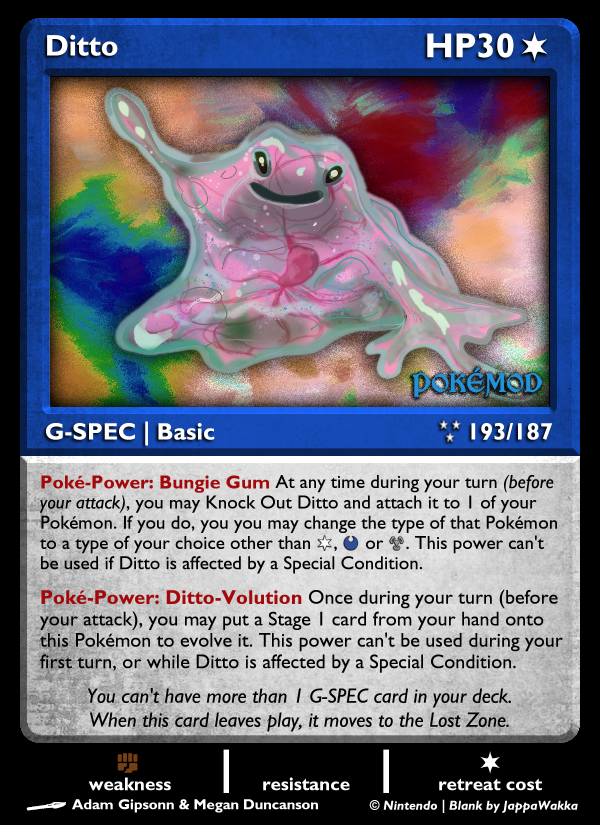 Ditto HP30
POKÉMOD
G-SPEC | Basic 193/187
Poké-Power: Bungie Gum At any time during your turn (before
your attack), you may Knock Out Ditto and attach it to 1 of your
Pokémon. If you do, you you may change the type of that Pokémon
to a type of your choice other than , or . This power can't
be used if Ditto is affected by a Special Condition.
Poké-Power: Ditto-Volution Once during your turn (before
your attack), you may put a Stage 1 card from your hand onto
this Pokémon to evolve it. This power can't be used during your
first turn, or while Ditto is affected by a Special Condition.
You can't have more than 1 G-SPEC card in your deck.
When this card leaves play, it moves to the Lost Zone.
weakness resistance retreat cost
Adam Gipsonn & Megan Duncanson © Nintendo | Blank by JappaWakka